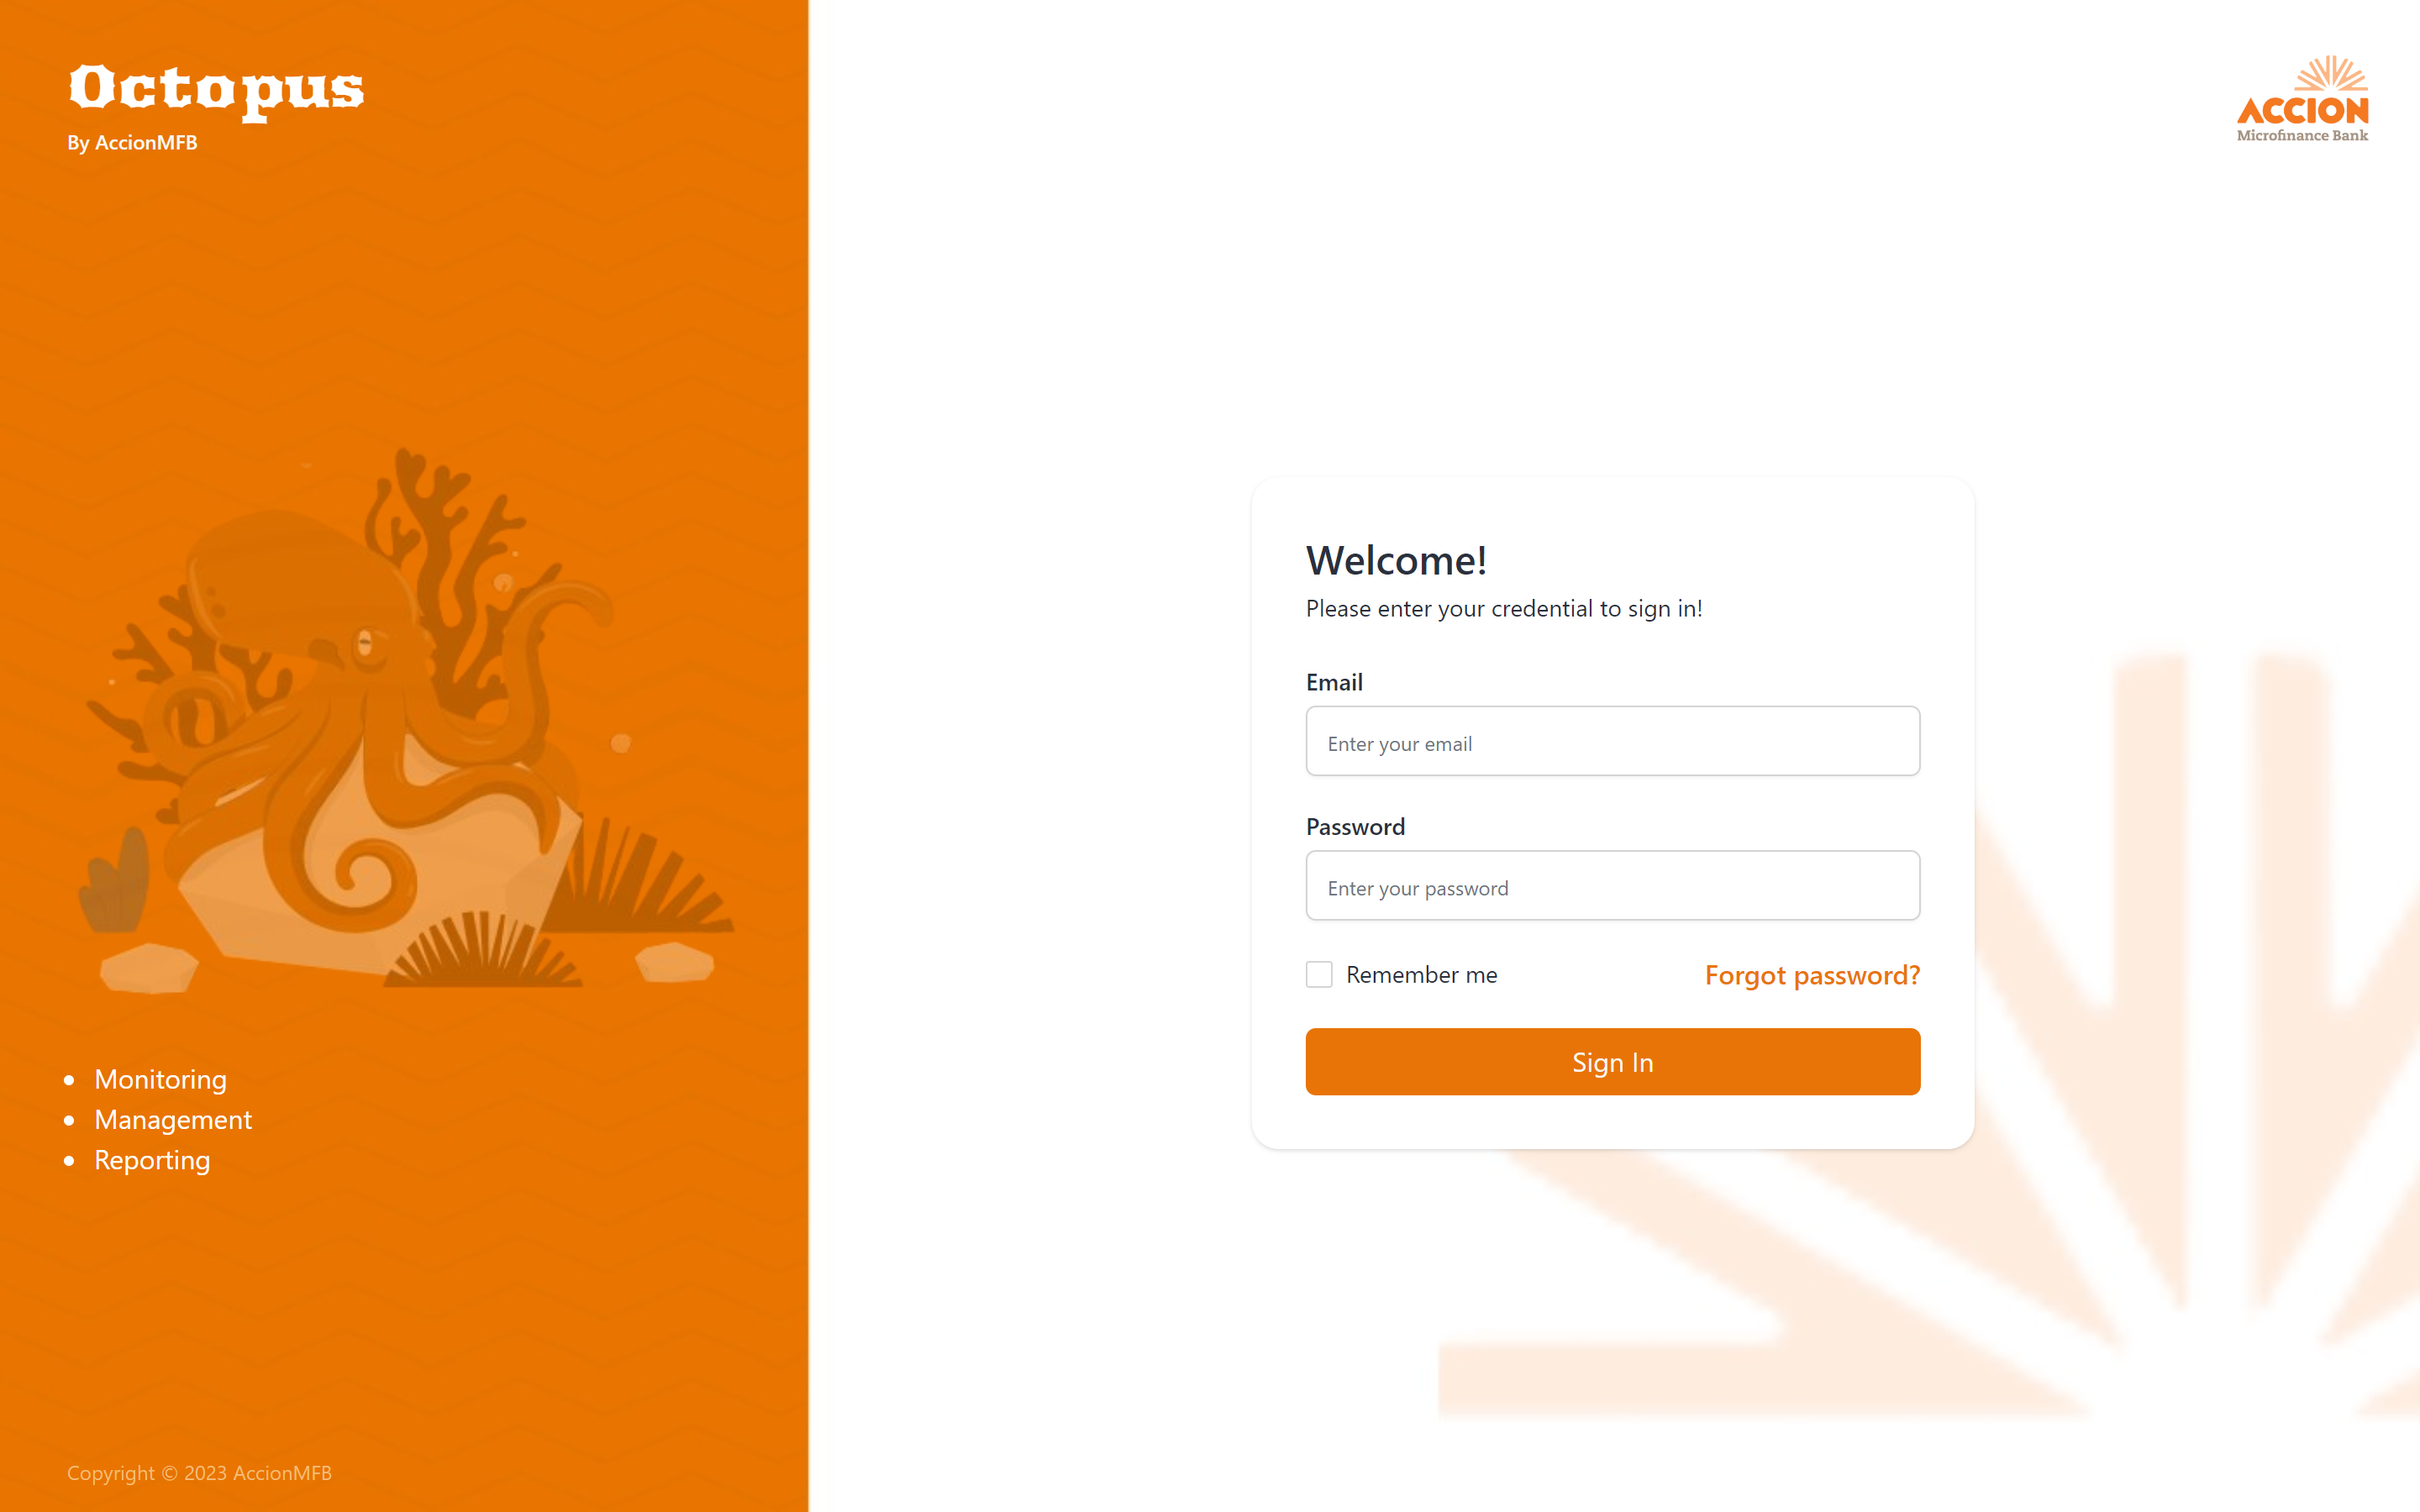 Octopus
By AccionMFB
Monitoring
Management
Reporting
Copyright © 2023 AccionMFB
ACCION
Microfinance Bank
Welcome!
Please enter your credential to sign in!
Email
Enter your email
Password
Enter your password
Remember me
Forgot password?
Sign In